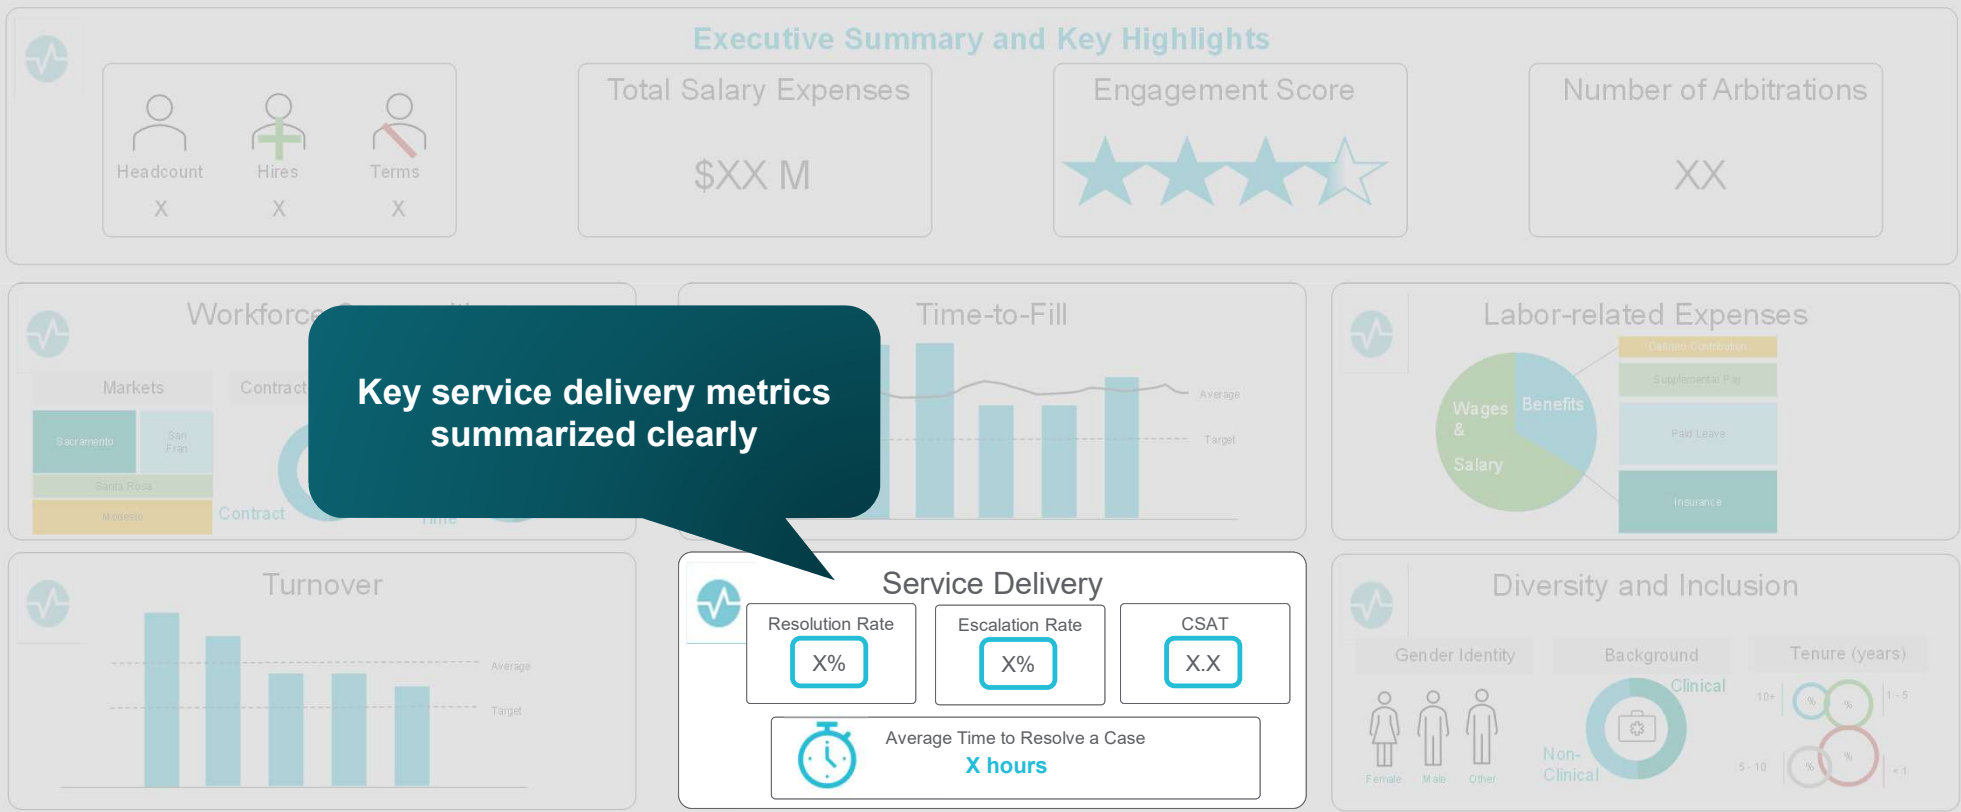 Executive Summary and Key Highlights
Headcount
X
Hires
X
Terms
X
Total Salary Expenses
$XX M
Engagement Score
Number of Arbitrations
XX
Workforce
Markets
Sacramento
San
Fran
Santa Rosa
Modesto
Contract
Contract
Time
Key service delivery metrics
summarized clearly
Time-to-Fill
Average
Target
Labor-related Expenses
Wages
&
Salary
Benefits
Defined Contribution
Supplemental Pay
Paid Leave
Insurance
Turnover
Average
Target
Service Delivery
Resolution Rate
X%
Escalation Rate
X%
CSAT
X.X
Average Time to Resolve a Case
X hours
Diversity and Inclusion
Gender Identity
Female
Male
Other
Background
Clinical
Non-
Clinical
Tenure (years)
10+
%
%
1 - 5
5 - 10
%
%
< 1